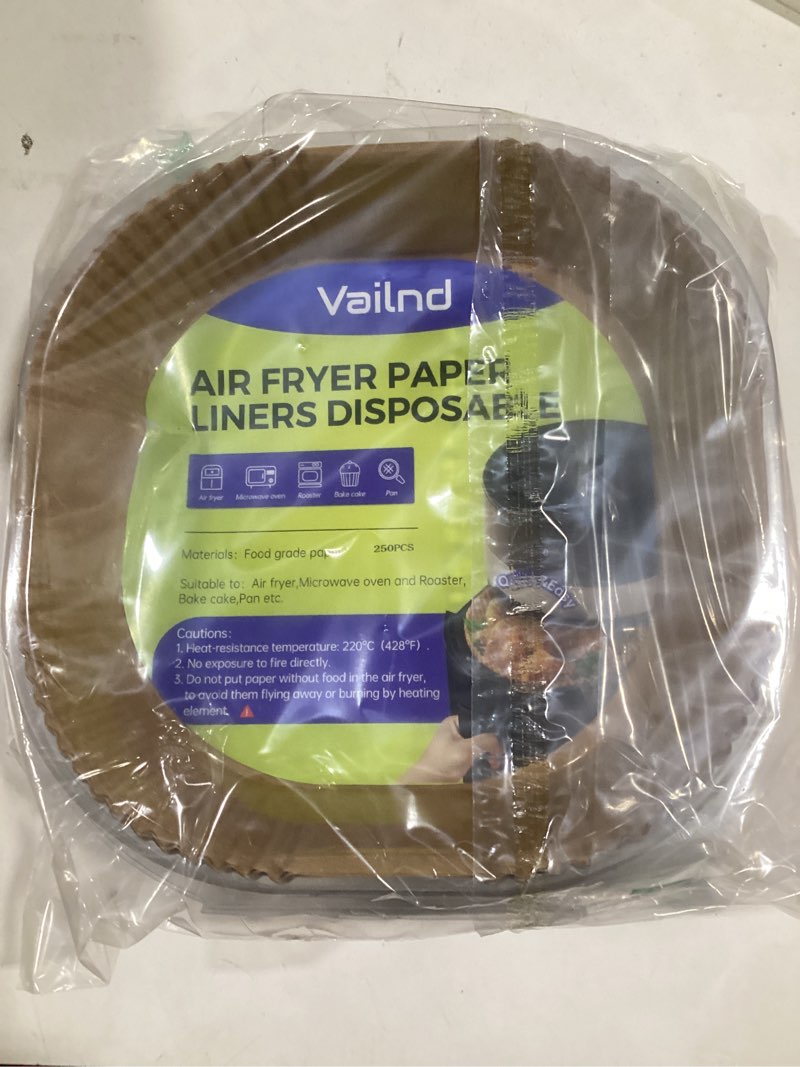 Vailnd
AIR FRYER PAPER
LINERS DISPOSABLE
Air fryer Microwave oven Roaster Bake cake Pan
Materials: Food grade paper 250PCS
Suitable to: Air fryer,Microwave oven and Roaster,
Bake cake,Pan etc.
Quick&Easy
Cautions:
1. Heat-resistance temperature: 220°C (428°F) .
2. No exposure to fire directly.
3. Do not put paper without food in the air fryer,
to avoid them flying away or burning by heating
element.